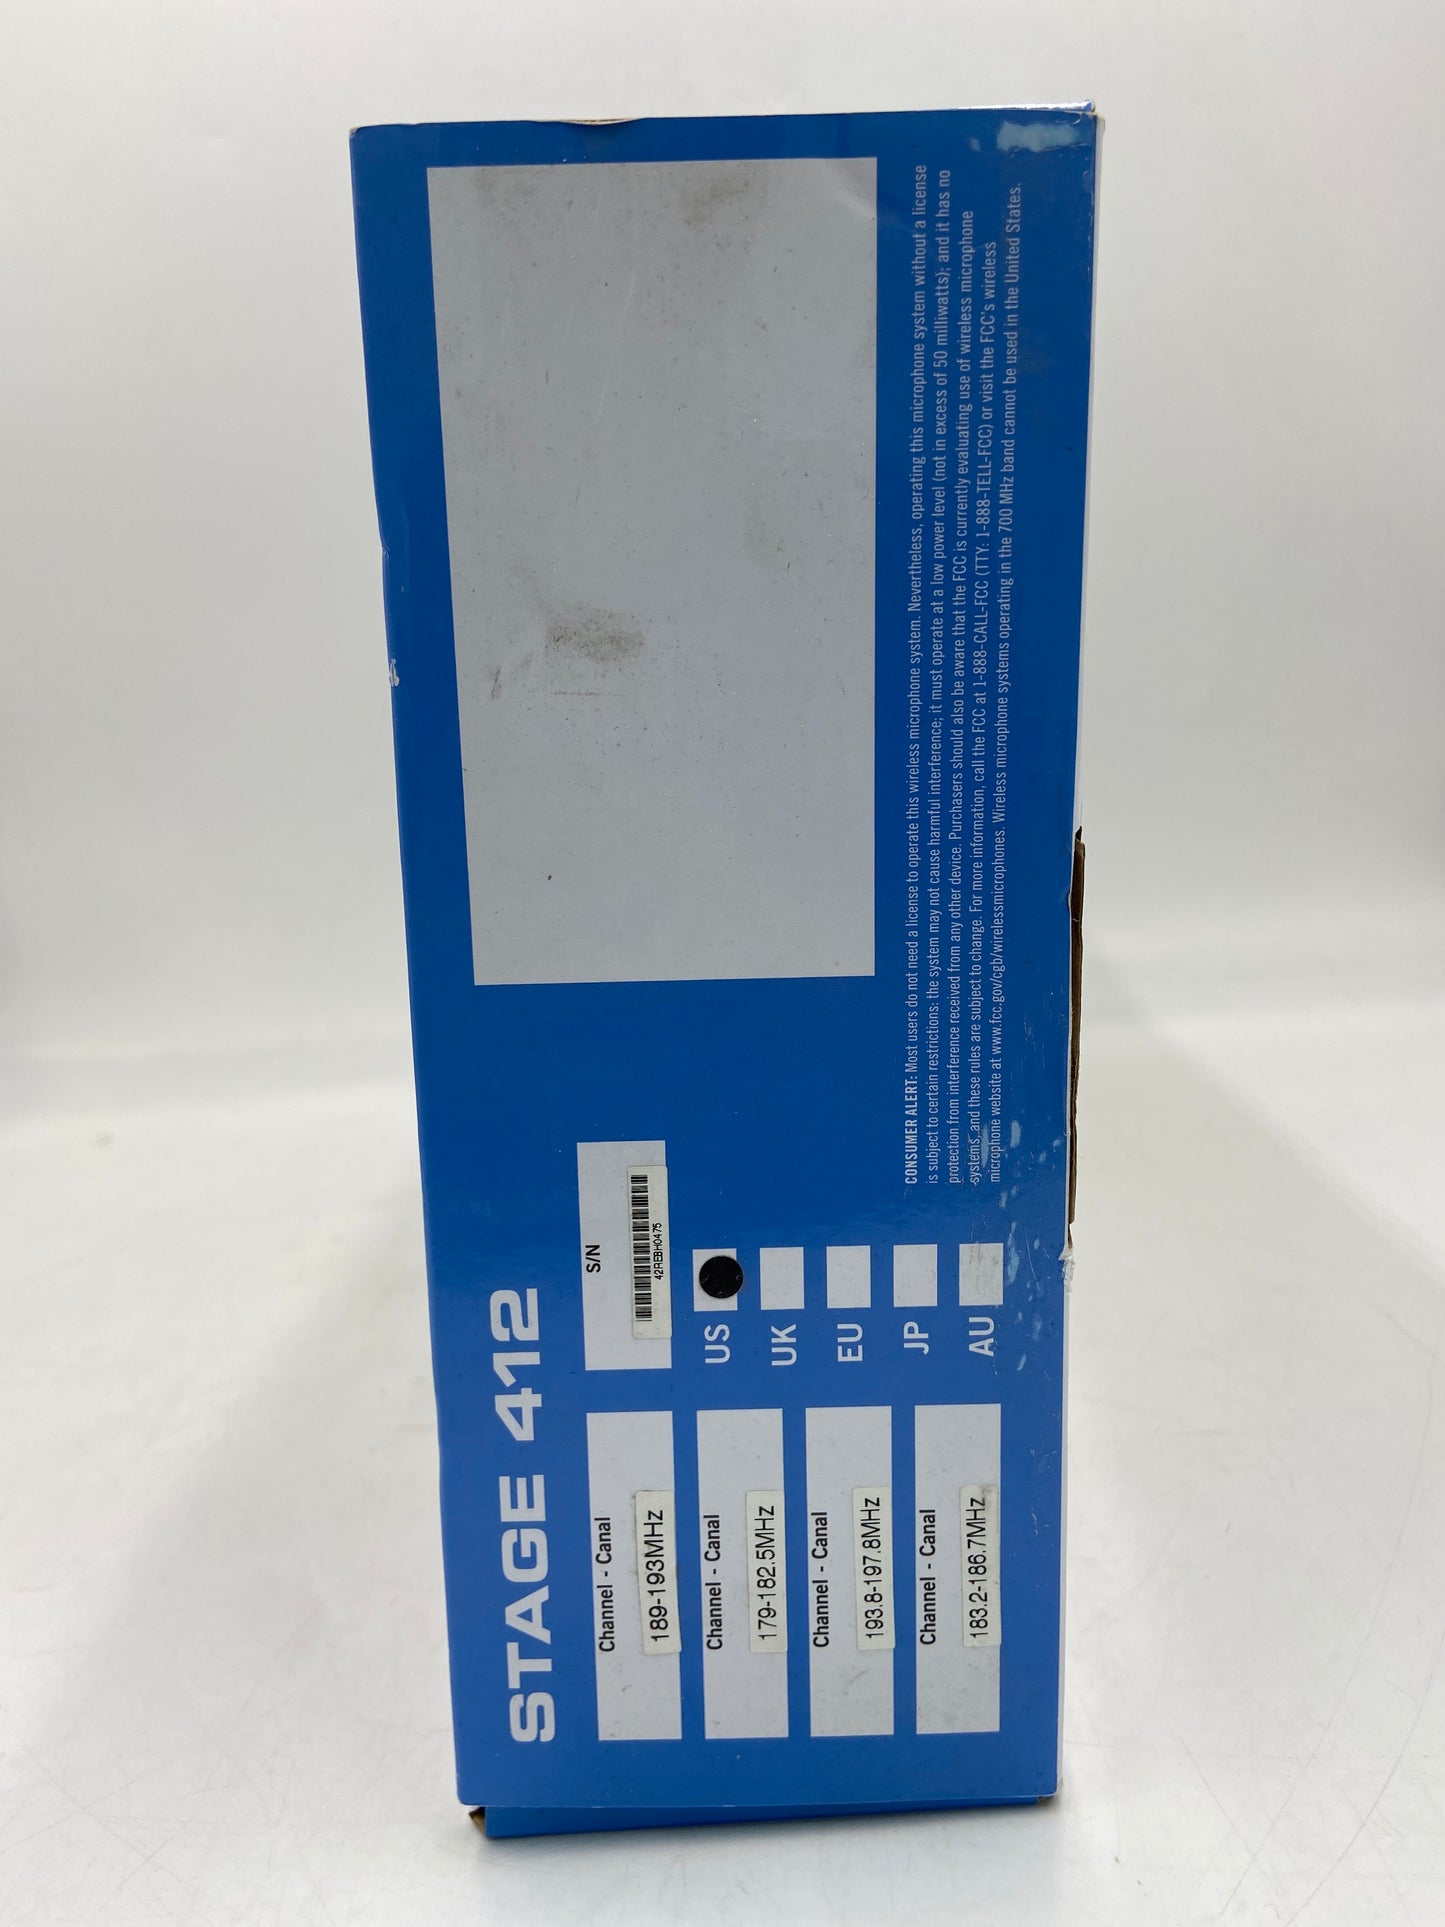 STAGE 412
Channel - Canal
189-193MHz
Channel - Canal
179-182.5MHz
Channel - Canal
193.8-197.8MHz
Channel - Canal
183.2-186.7MHz
S/N
42REBH0475
US
UK
EU
JP
AU
CONSUMER ALERT: Most users do not need a license to operate this wireless microphone system. Nevertheless, operating this microphone system without a license
is subject to certain restrictions: the system may not cause harmful interference; it must operate at a low power level (not in excess of 50 milliwatts); and it has no
protection from interference received from any other device. Purchasers should also be aware that the FCC is currently evaluating use of wireless microphone
systems, and these rules are subject to change. For more information, call the FCC at 1-888-CALL-FCC (TTY: 1-888-TELL-FCC) or visit the FCC's wireless
microphone website at www.fcc.gov/cgb/wirelessmicrophones. Wireless microphone systems operating in the 700 MHz band cannot be used in the United States.